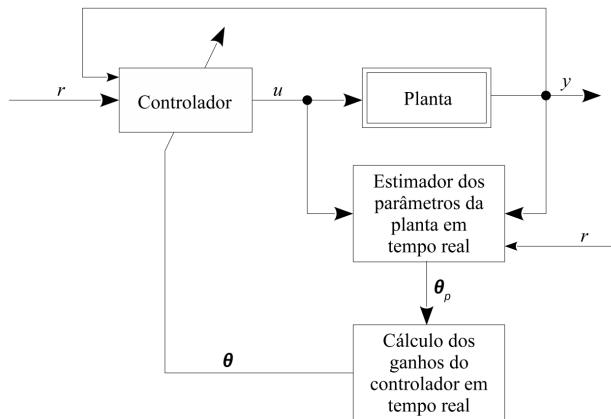 r
Controlador
u
Planta
y
Estimador dos
parâmetros da
planta em
tempo real
r
θp
Cálculo dos
ganhos do
controlador em
tempo real
θ